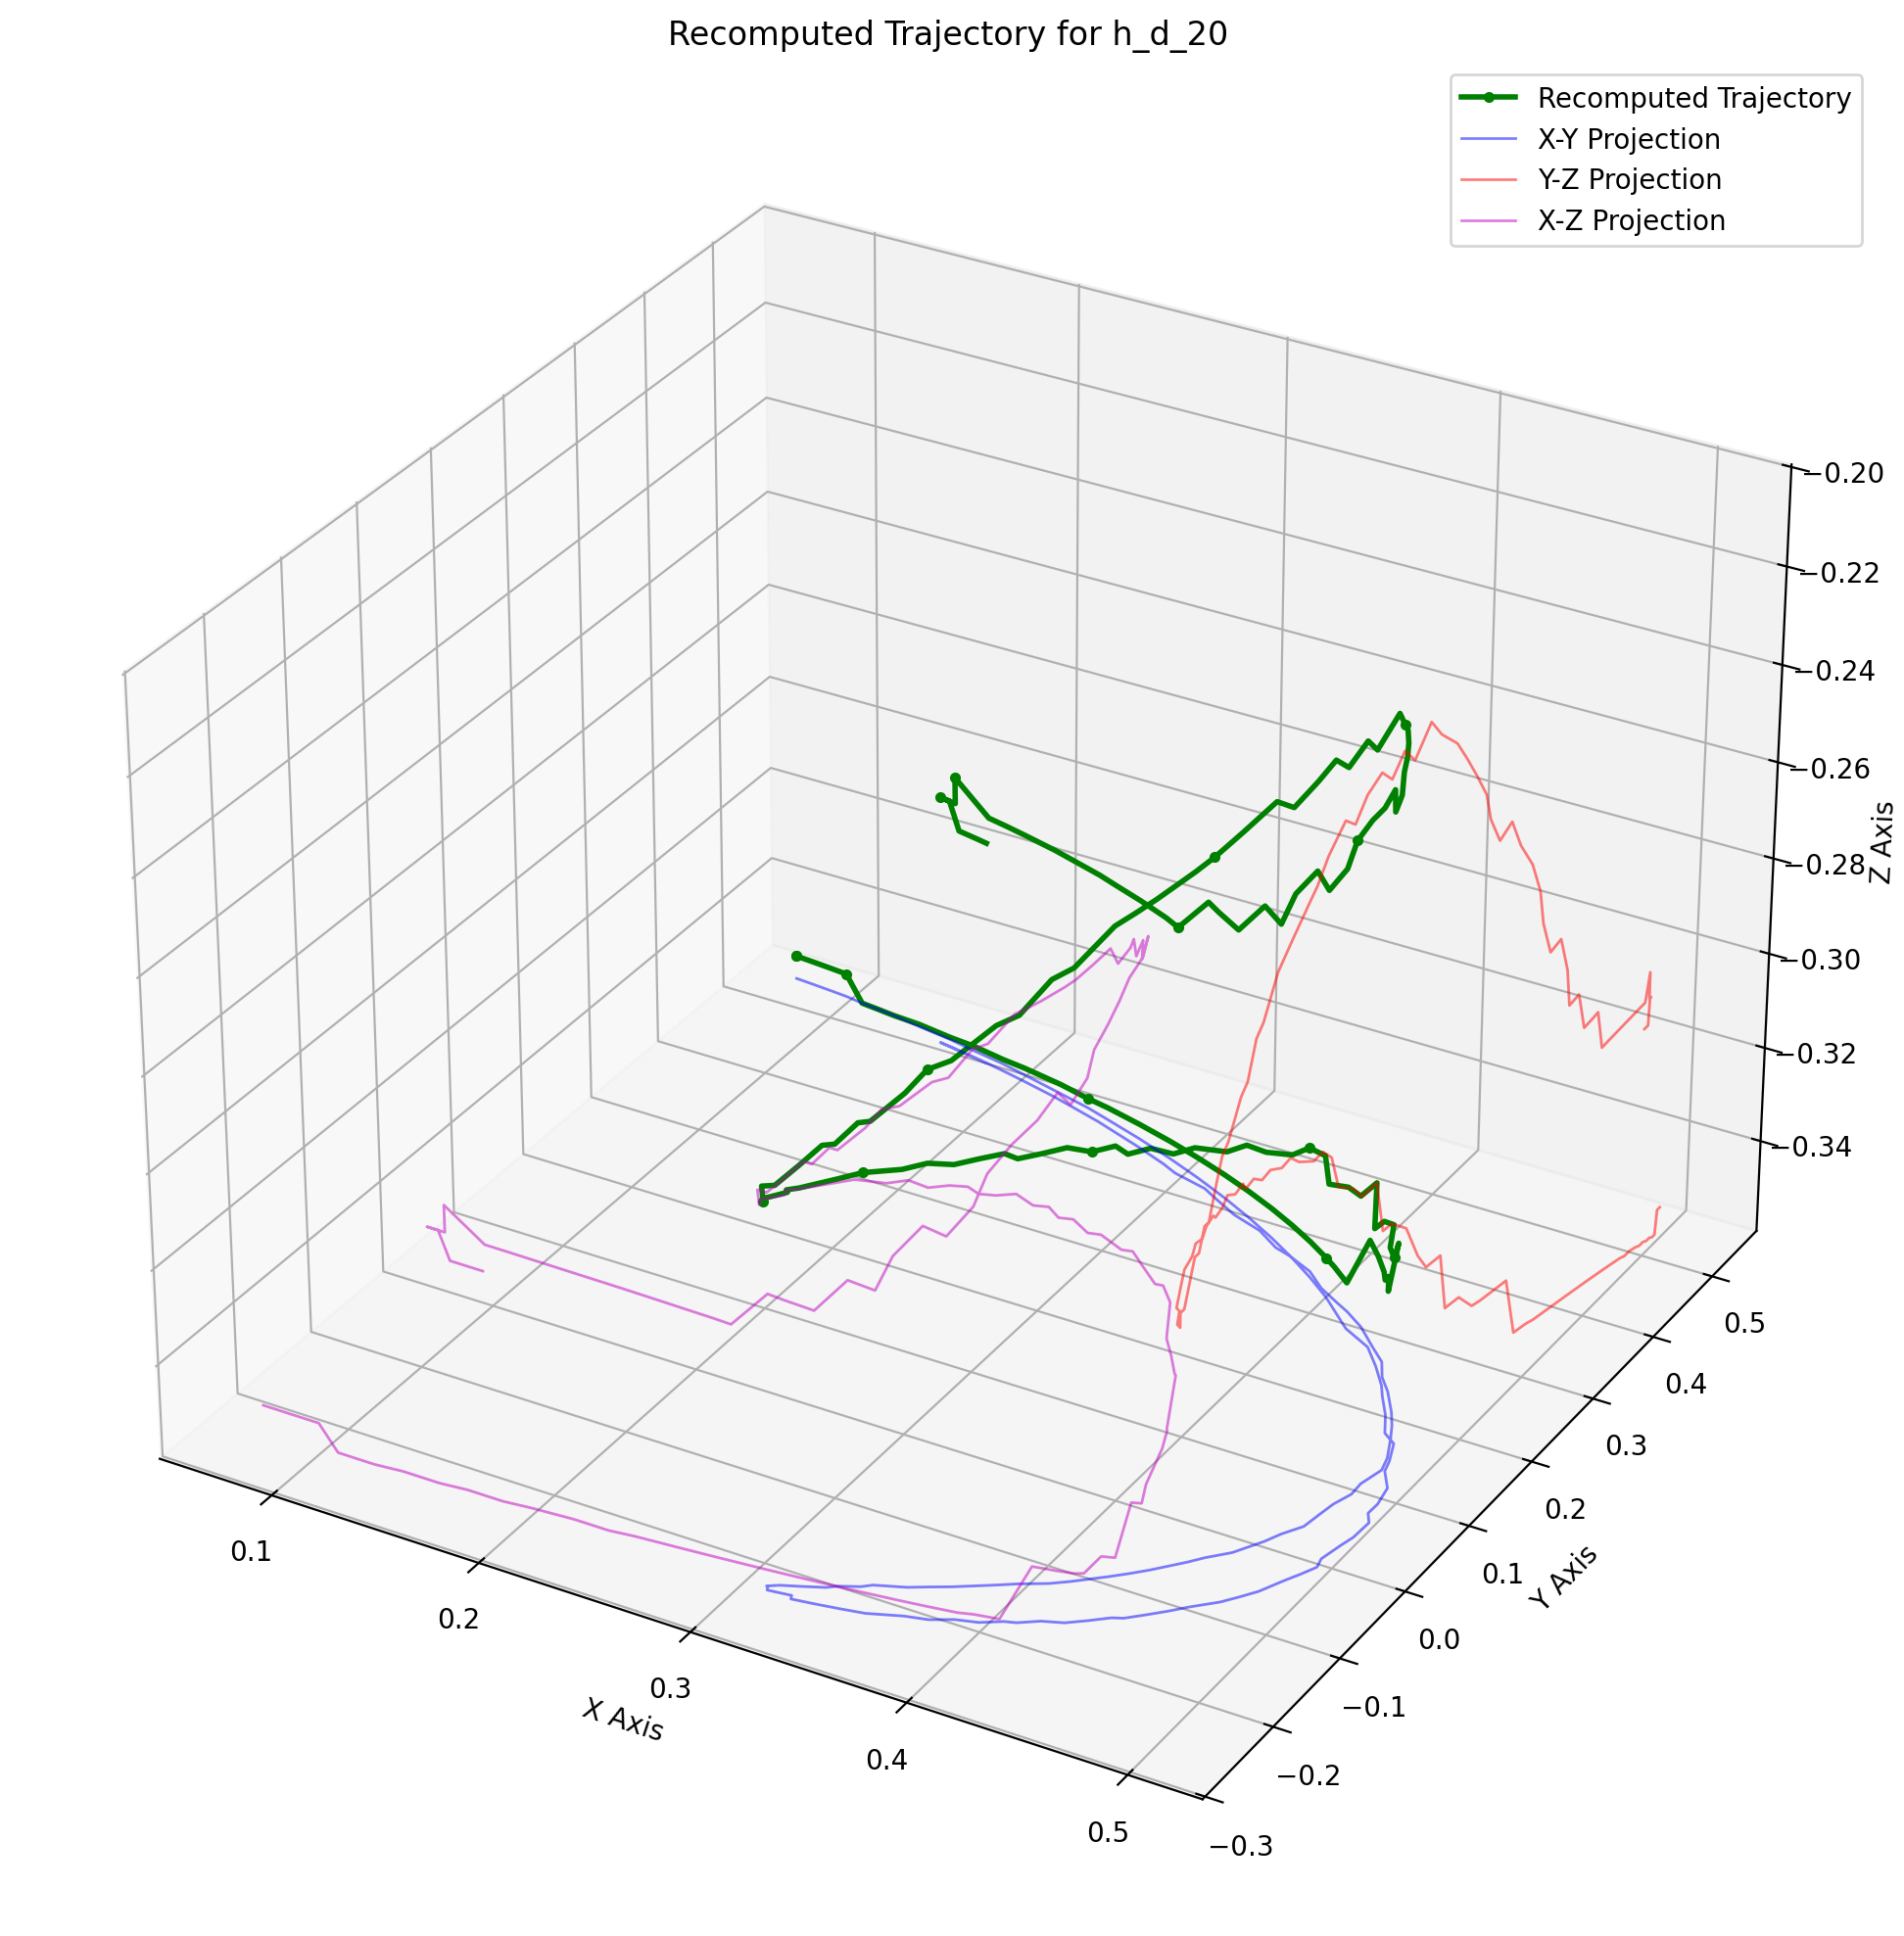 Recomputed Trajectory for h_d_20
Recomputed Trajectory
X-Y Projection
Y-Z Projection
X-Z Projection
−0.20
−0.22
−0.24
−0.26
−0.28
−0.30
−0.32
−0.34
Z Axis
0.5
0.4
0.3
0.2
0.1
0.0
−0.1
−0.2
−0.3
Y Axis
0.1
0.2
0.3
0.4
0.5
X Axis